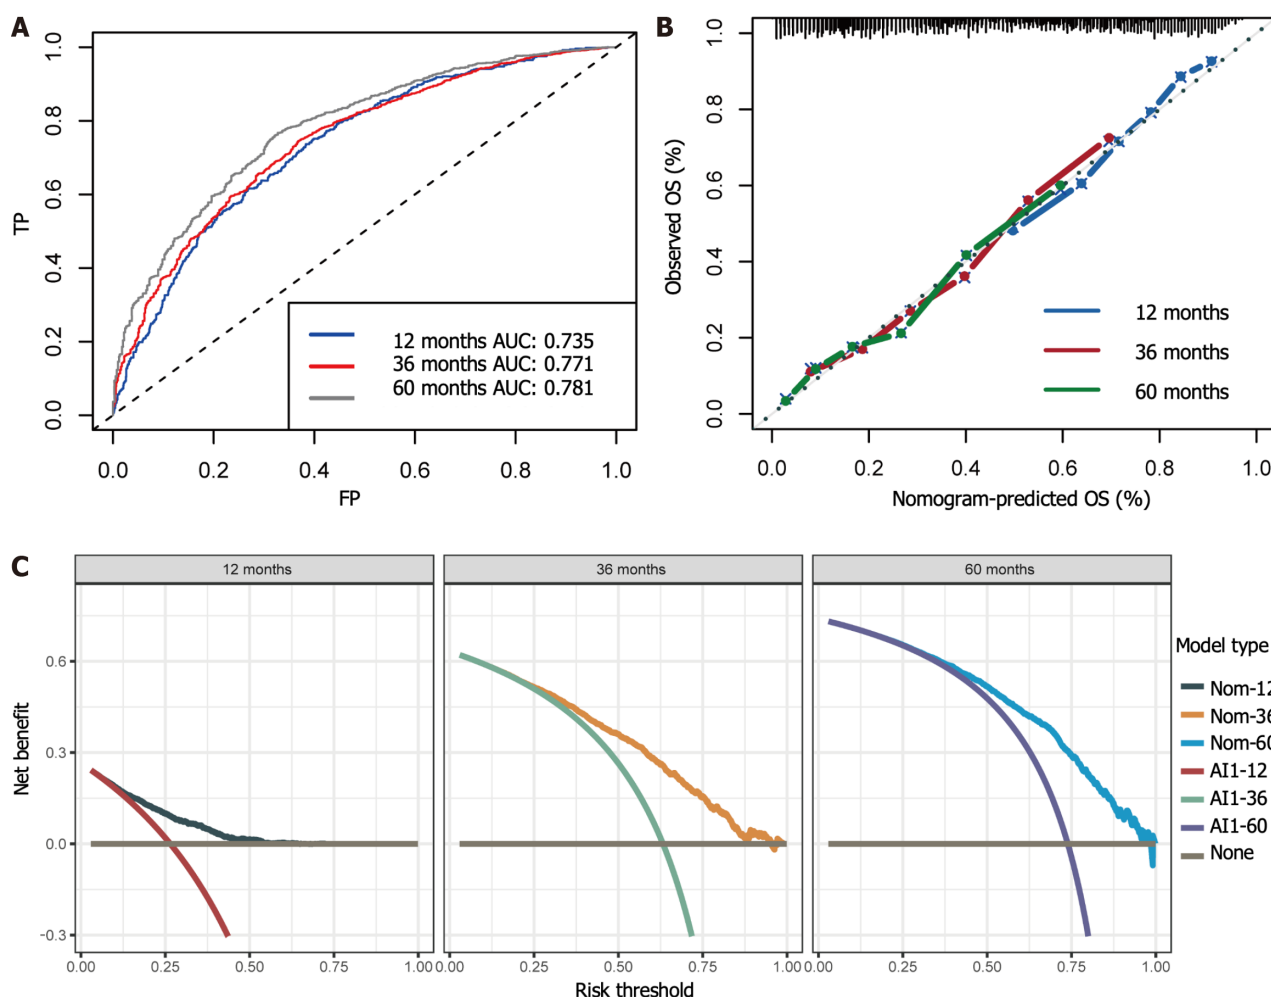 A
1.0
0.8
0.6
0.4
0.2
0.0
TP
0.0 0.2 0.4 0.6 0.8 1.0
FP
12 months AUC: 0.735
36 months AUC: 0.771
60 months AUC: 0.781
B
1.0
0.8
0.6
0.4
0.2
0.0
Observed OS (%)
0.0 0.2 0.4 0.6 0.8 1.0
Nomogram-predicted OS (%)
12 months
36 months
60 months
C
12 months 36 months 60 months
0.6
0.3
0.0
-0.3
Net benefit
0.00 0.25 0.50 0.75 1.00 0.00 0.25 0.50 0.75 1.00 0.00 0.25 0.50 0.75 1.00
Risk threshold
Model type
Nom-12
Nom-36
Nom-60
AI1-12
AI1-36
AI1-60
None